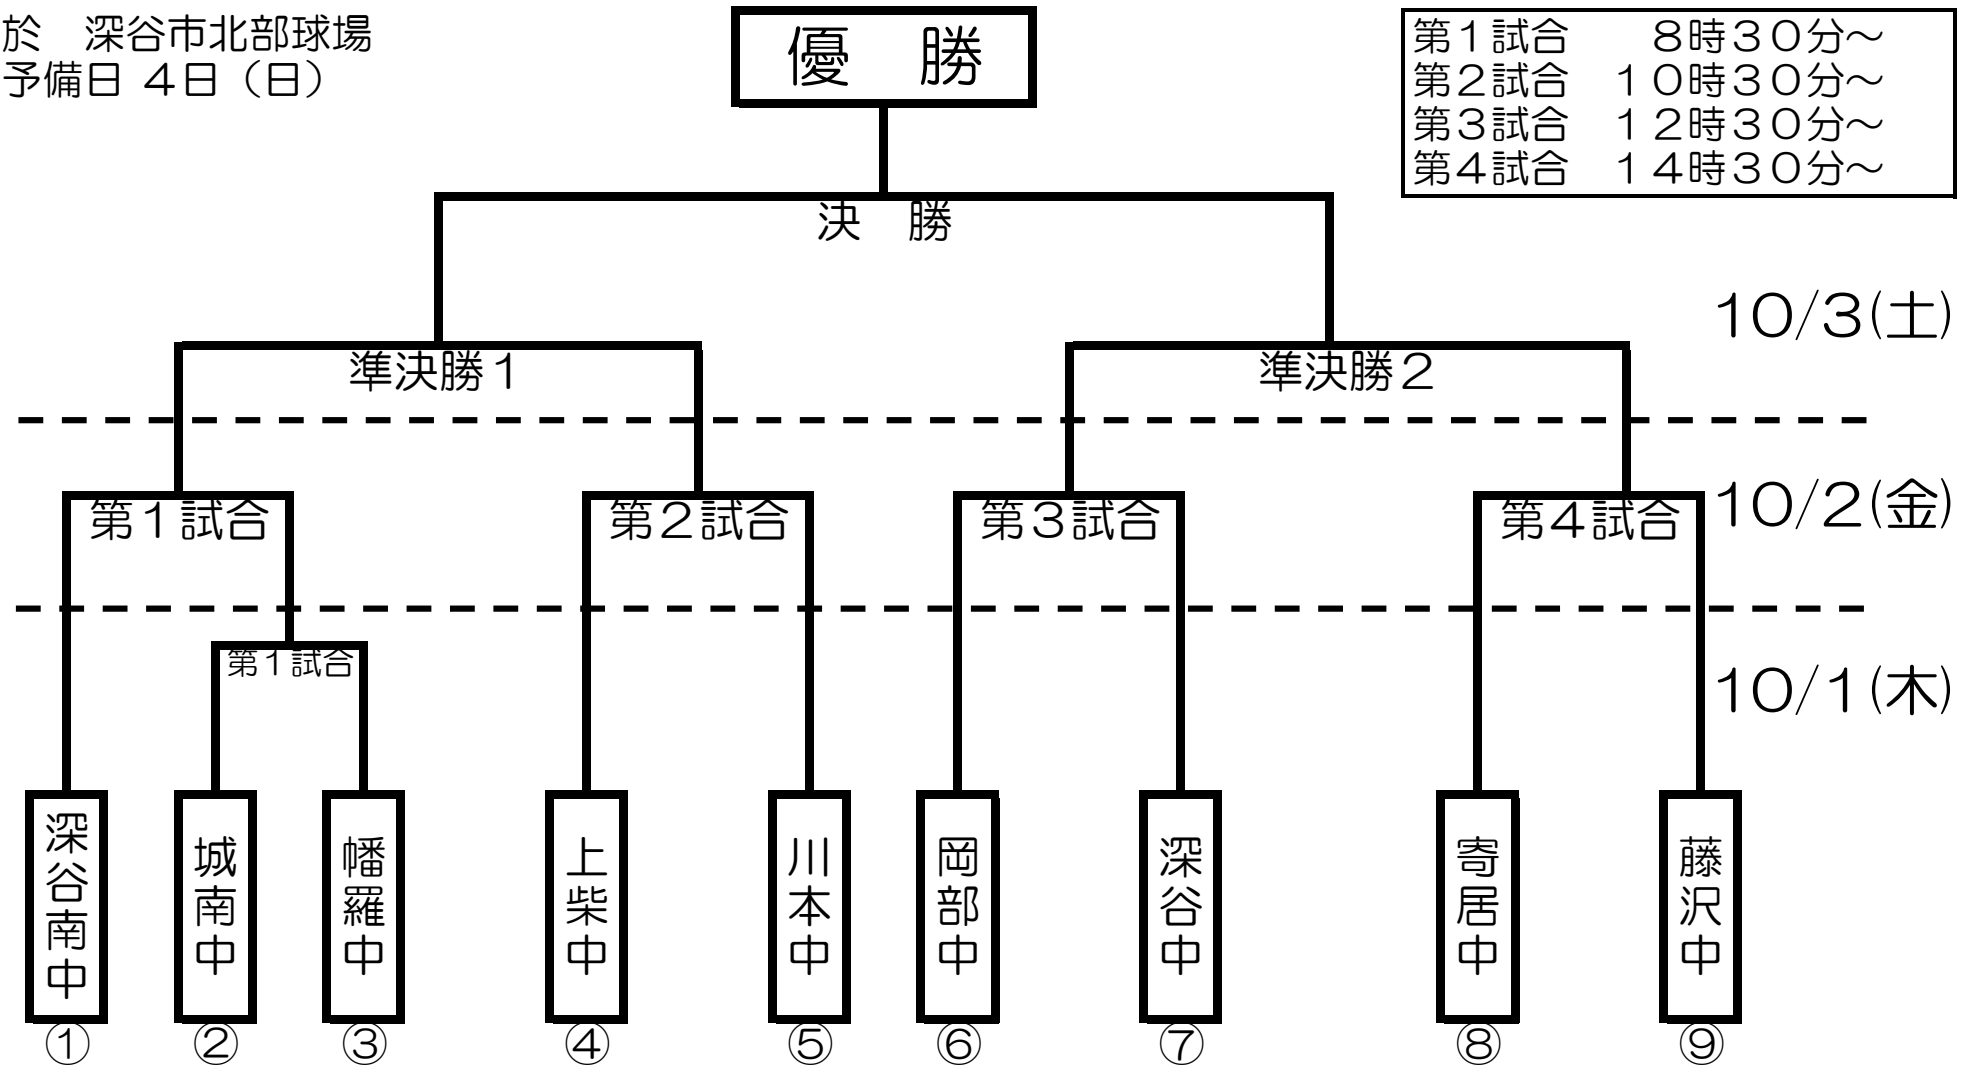 於　深谷市北部球場
予備日 4日（日）
優　勝
第１試合　　８時３０分～
第２試合　１０時３０分～
第３試合　１２時３０分～
第４試合　１４時３０分～
決　勝
10/3(土)
準決勝１
準決勝２
10/2(金)
第１試合
第２試合
第３試合
第４試合
第１試合
10/1(木)
深谷南中
城南中
幡羅中
上柴中
川本中
岡部中
深谷中
寄居中
藤沢中
①
②
③
④
⑤
⑥
⑦
⑧
⑨